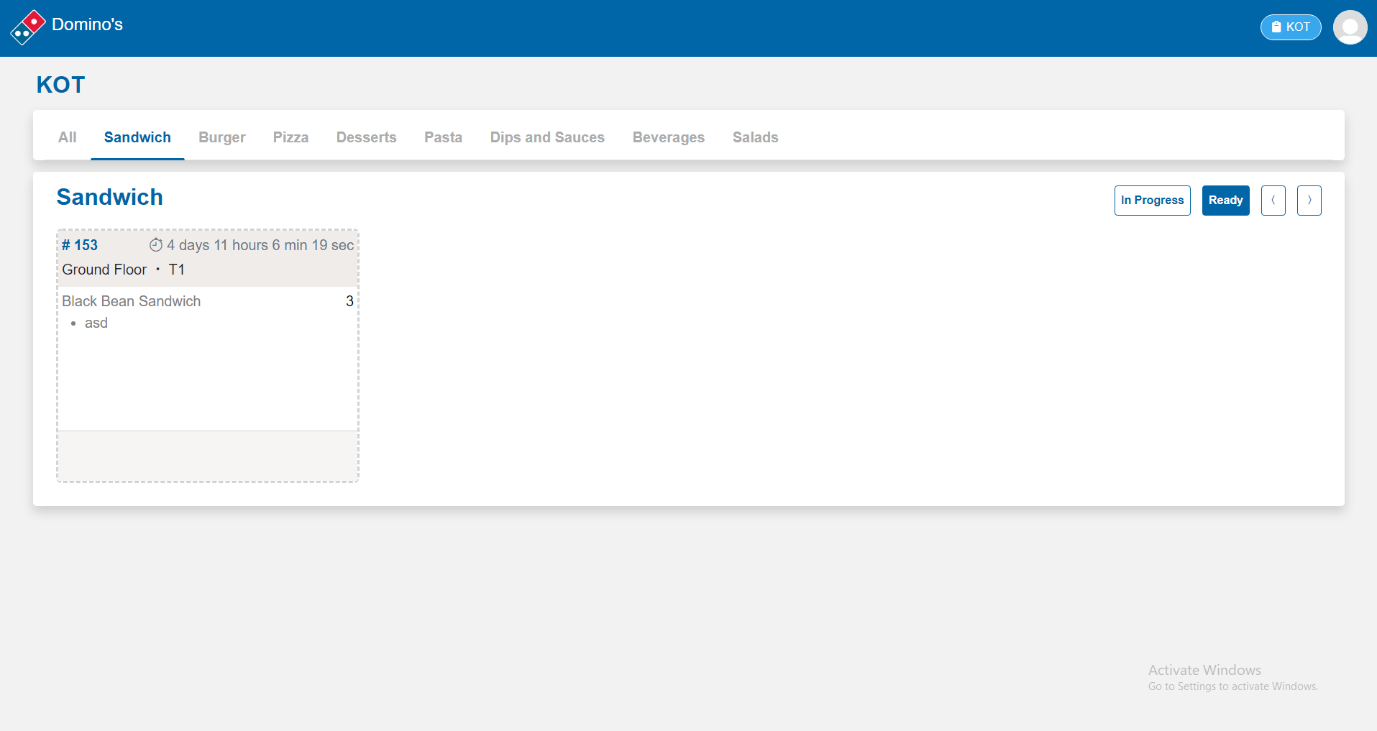 Domino's
KOT
KOT
All Sandwich Burger Pizza Desserts Pasta Dips and Sauces Beverages Salads
Sandwich
In Progress Ready 〈 〉
# 153 4 days 11 hours 6 min 19 sec
Ground Floor • T1
Black Bean Sandwich 3
• asd
Activate Windows
Go to Settings to activate Windows.